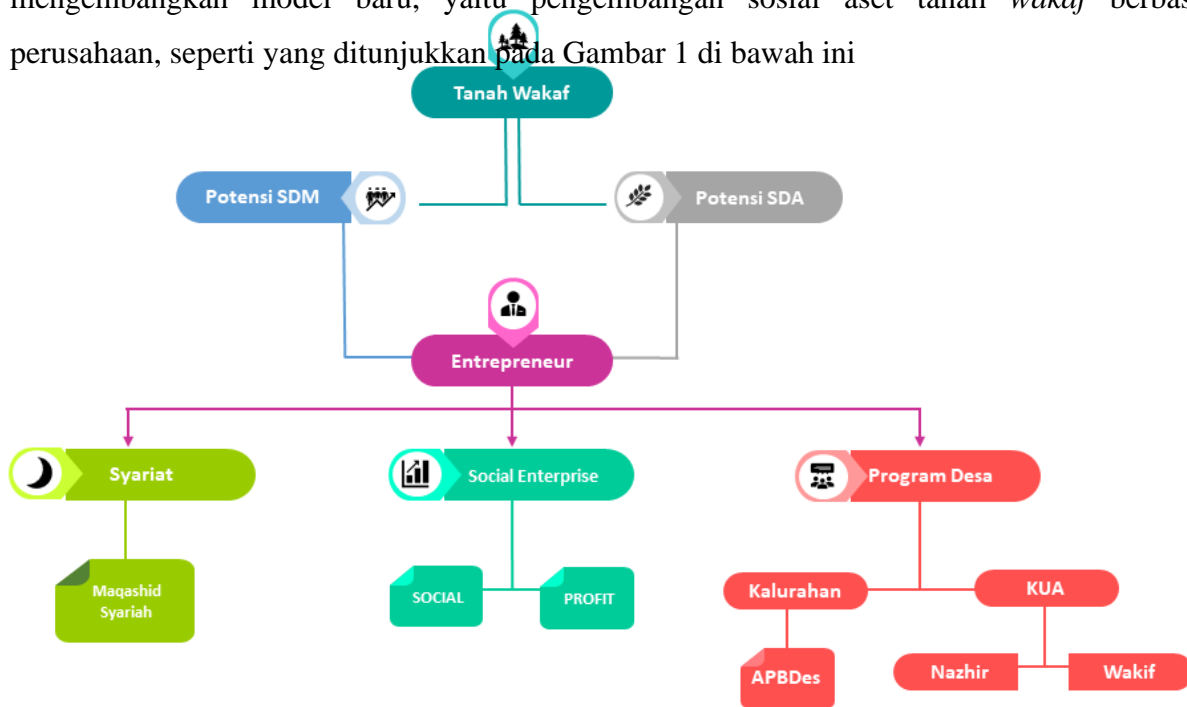 mengembangkan model baru, yaitu pengembangan sosial aset tanah wakaf
perusahaan, seperti yang ditunjukkan pada Gambar 1 di bawah ini
Tanah Wakaf
Potensi SDM
Potensi SDA
Entrepreneur
Syariat
Social Enterprise
Program Desa
Maqashid
Syariah
SOCIAL
PROFIT
Kalurahan
KUA
APBDes
Nazhir
Wakif